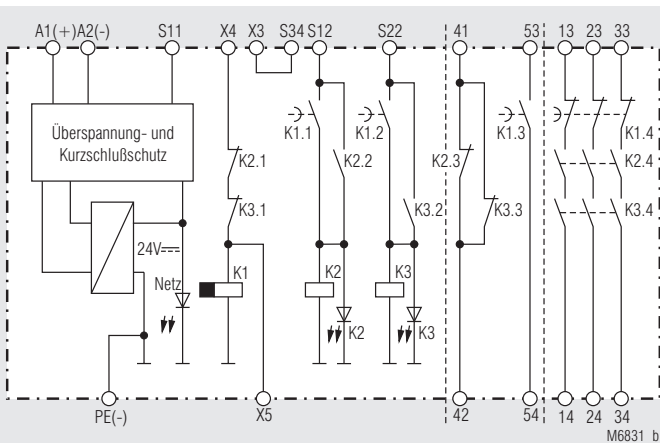 A1(+) A2(-) S11 X4 X3 S34 S12 S22 41 53 13 23 33
Überspannung- und
Kurzschlußschutz
K1.1 K1.2 K1.3 K1.4
K2.1 K2.2 K2.3 K2.4
K3.1 K3.2 K3.3 K3.4
24V
Netz K1 K2 K3
K2 K3
PE(-) X5 42 54 14 24 34
M6831_b